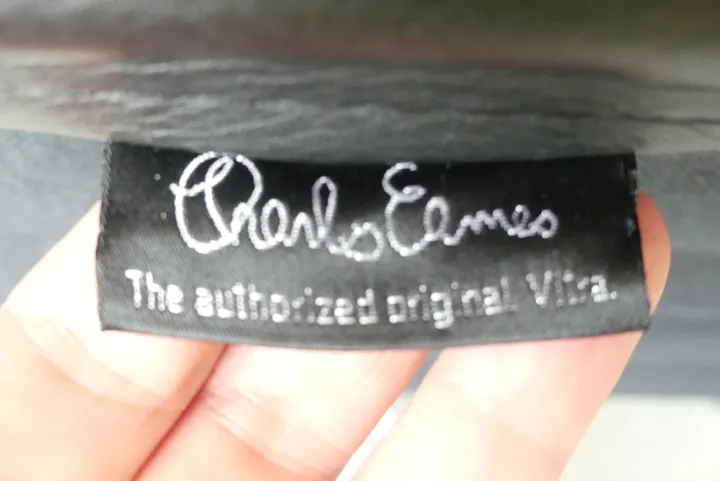 Charles Eames
The authorized original Vitra.